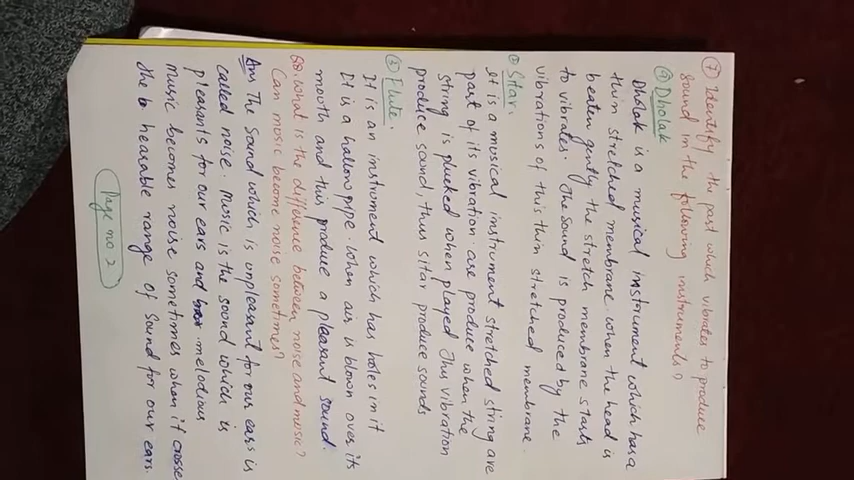 ⑦ Identify the part which vibrates to produce
sound in the following instruments?
ⓐ Dholak
Dholak is a musical instrument which has a
thin stretched membrane. when the head is
beaten gently the stretch membrane starts
to vibrates. The Sound is produced by the
vibrations of this thin stretched membrane.
Sitar.
It is a musical instrument stretched string are
part of its vibration are produce when the
string is plucked when played This vibration
produce sound, thus sitar produce sounds
③ Flute.
It is an instrument which has holes in it
It is a hallow pipe. when air is blown over its
mouth and this produce a pleasant sound.
Q8. What is the difference between noise and music?
Can mosic become noise sometimes?
Ans The Sound which is unpleasant for our ears is
called noise. Music is the sound which is
pleasants for our ears and melodious
music becomes noise sometimes when it crosse
the hearable range of sound for our ears.
Page no 2